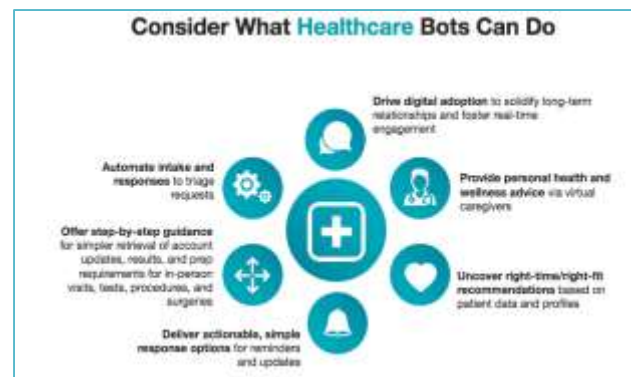 Consider What Healthcare Bots Can Do
Drive digital adoption to solidify long-term
relationships and foster real-time
engagement
Automate intake and
responses to triage
requests
Provide personal health and
wellness advice via virtual
caregivers
Offer step-by-step guidance
for simpler retrieval of account
updates, results, and prep
requirements for in-person
visits, tests, procedures, and
surgeries
Uncover right-time/right-fit
recommendations based on
patient data and profiles
Deliver actionable, simple
response options for reminders
and updates